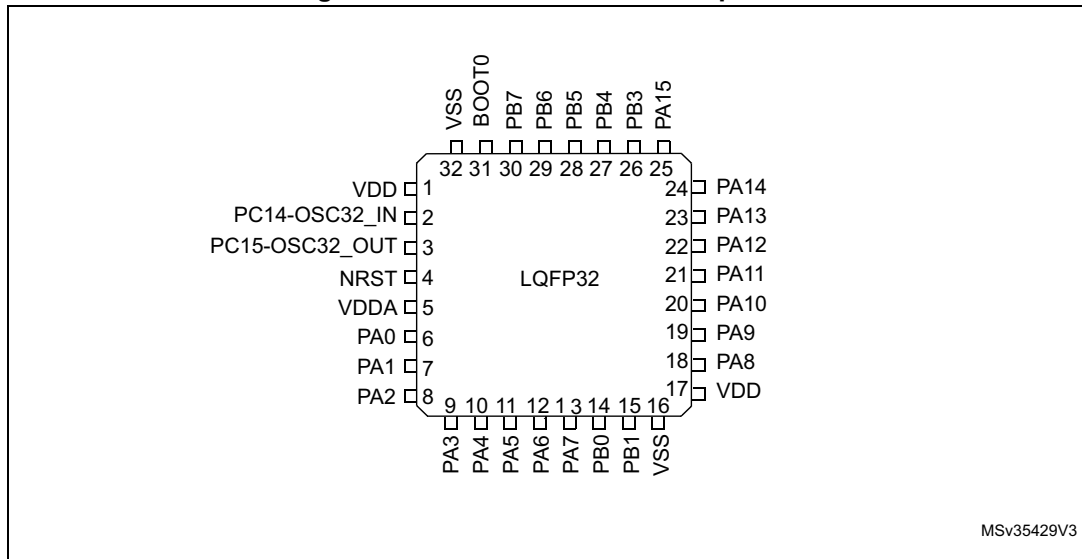 VSS
BOOT0
PB7
PB6
PB5
PB4
PB3
PA15
32 31 30 29 28 27 26 25
VDD 1
PC14-OSC32_IN 2
PC15-OSC32_OUT 3
NRST 4
VDDA 5
PA0 6
PA1 7
PA2 8
LQFP32
24 PA14
23 PA13
22 PA12
21 PA11
20 PA10
19 PA9
18 PA8
17 VDD
9 10 11 12 13 14 15 16
PA3
PA4
PA5
PA6
PA7
PB0
PB1
VSS
MSv35429V3